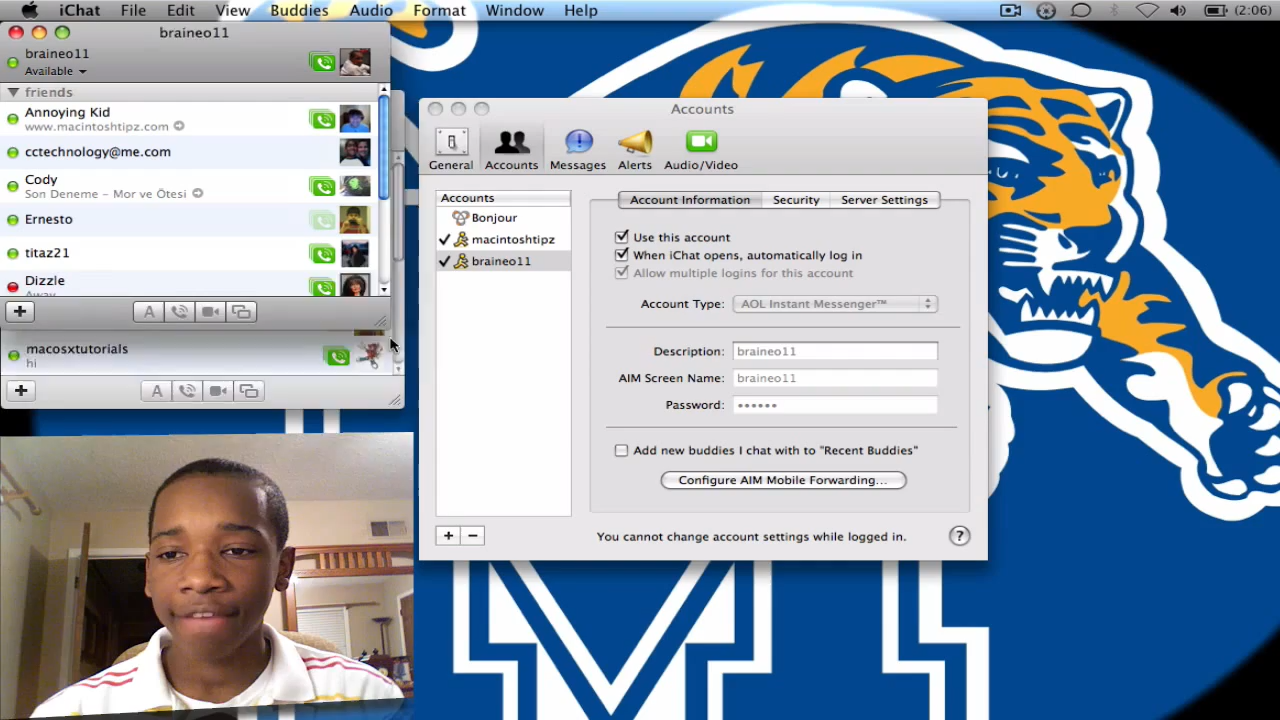 iChat File Edit View Buddies Audio Format Window Help (2:06)
braineo11
braineo11
Available
friends
Annoying Kid
www.macintoshtipz.com
cctechnology@me.com
Cody
Son Deneme - Mor ve Ötesi
Ernesto
titaz21
Dizzle
Away
A
macosxtutorials
hi
A
Accounts
General Accounts Messages Alerts Audio/Video
Accounts
Bonjour
macintoshtipz
braineo11
Account Information Security Server Settings
Use this account
When iChat opens, automatically log in
Allow multiple logins for this account
Account Type: AOL Instant Messenger™
Description: braineo11
AIM Screen Name: braineo11
Password: ••••••
Add new buddies I chat with to "Recent Buddies"
Configure AIM Mobile Forwarding...
You cannot change account settings while logged in. ?